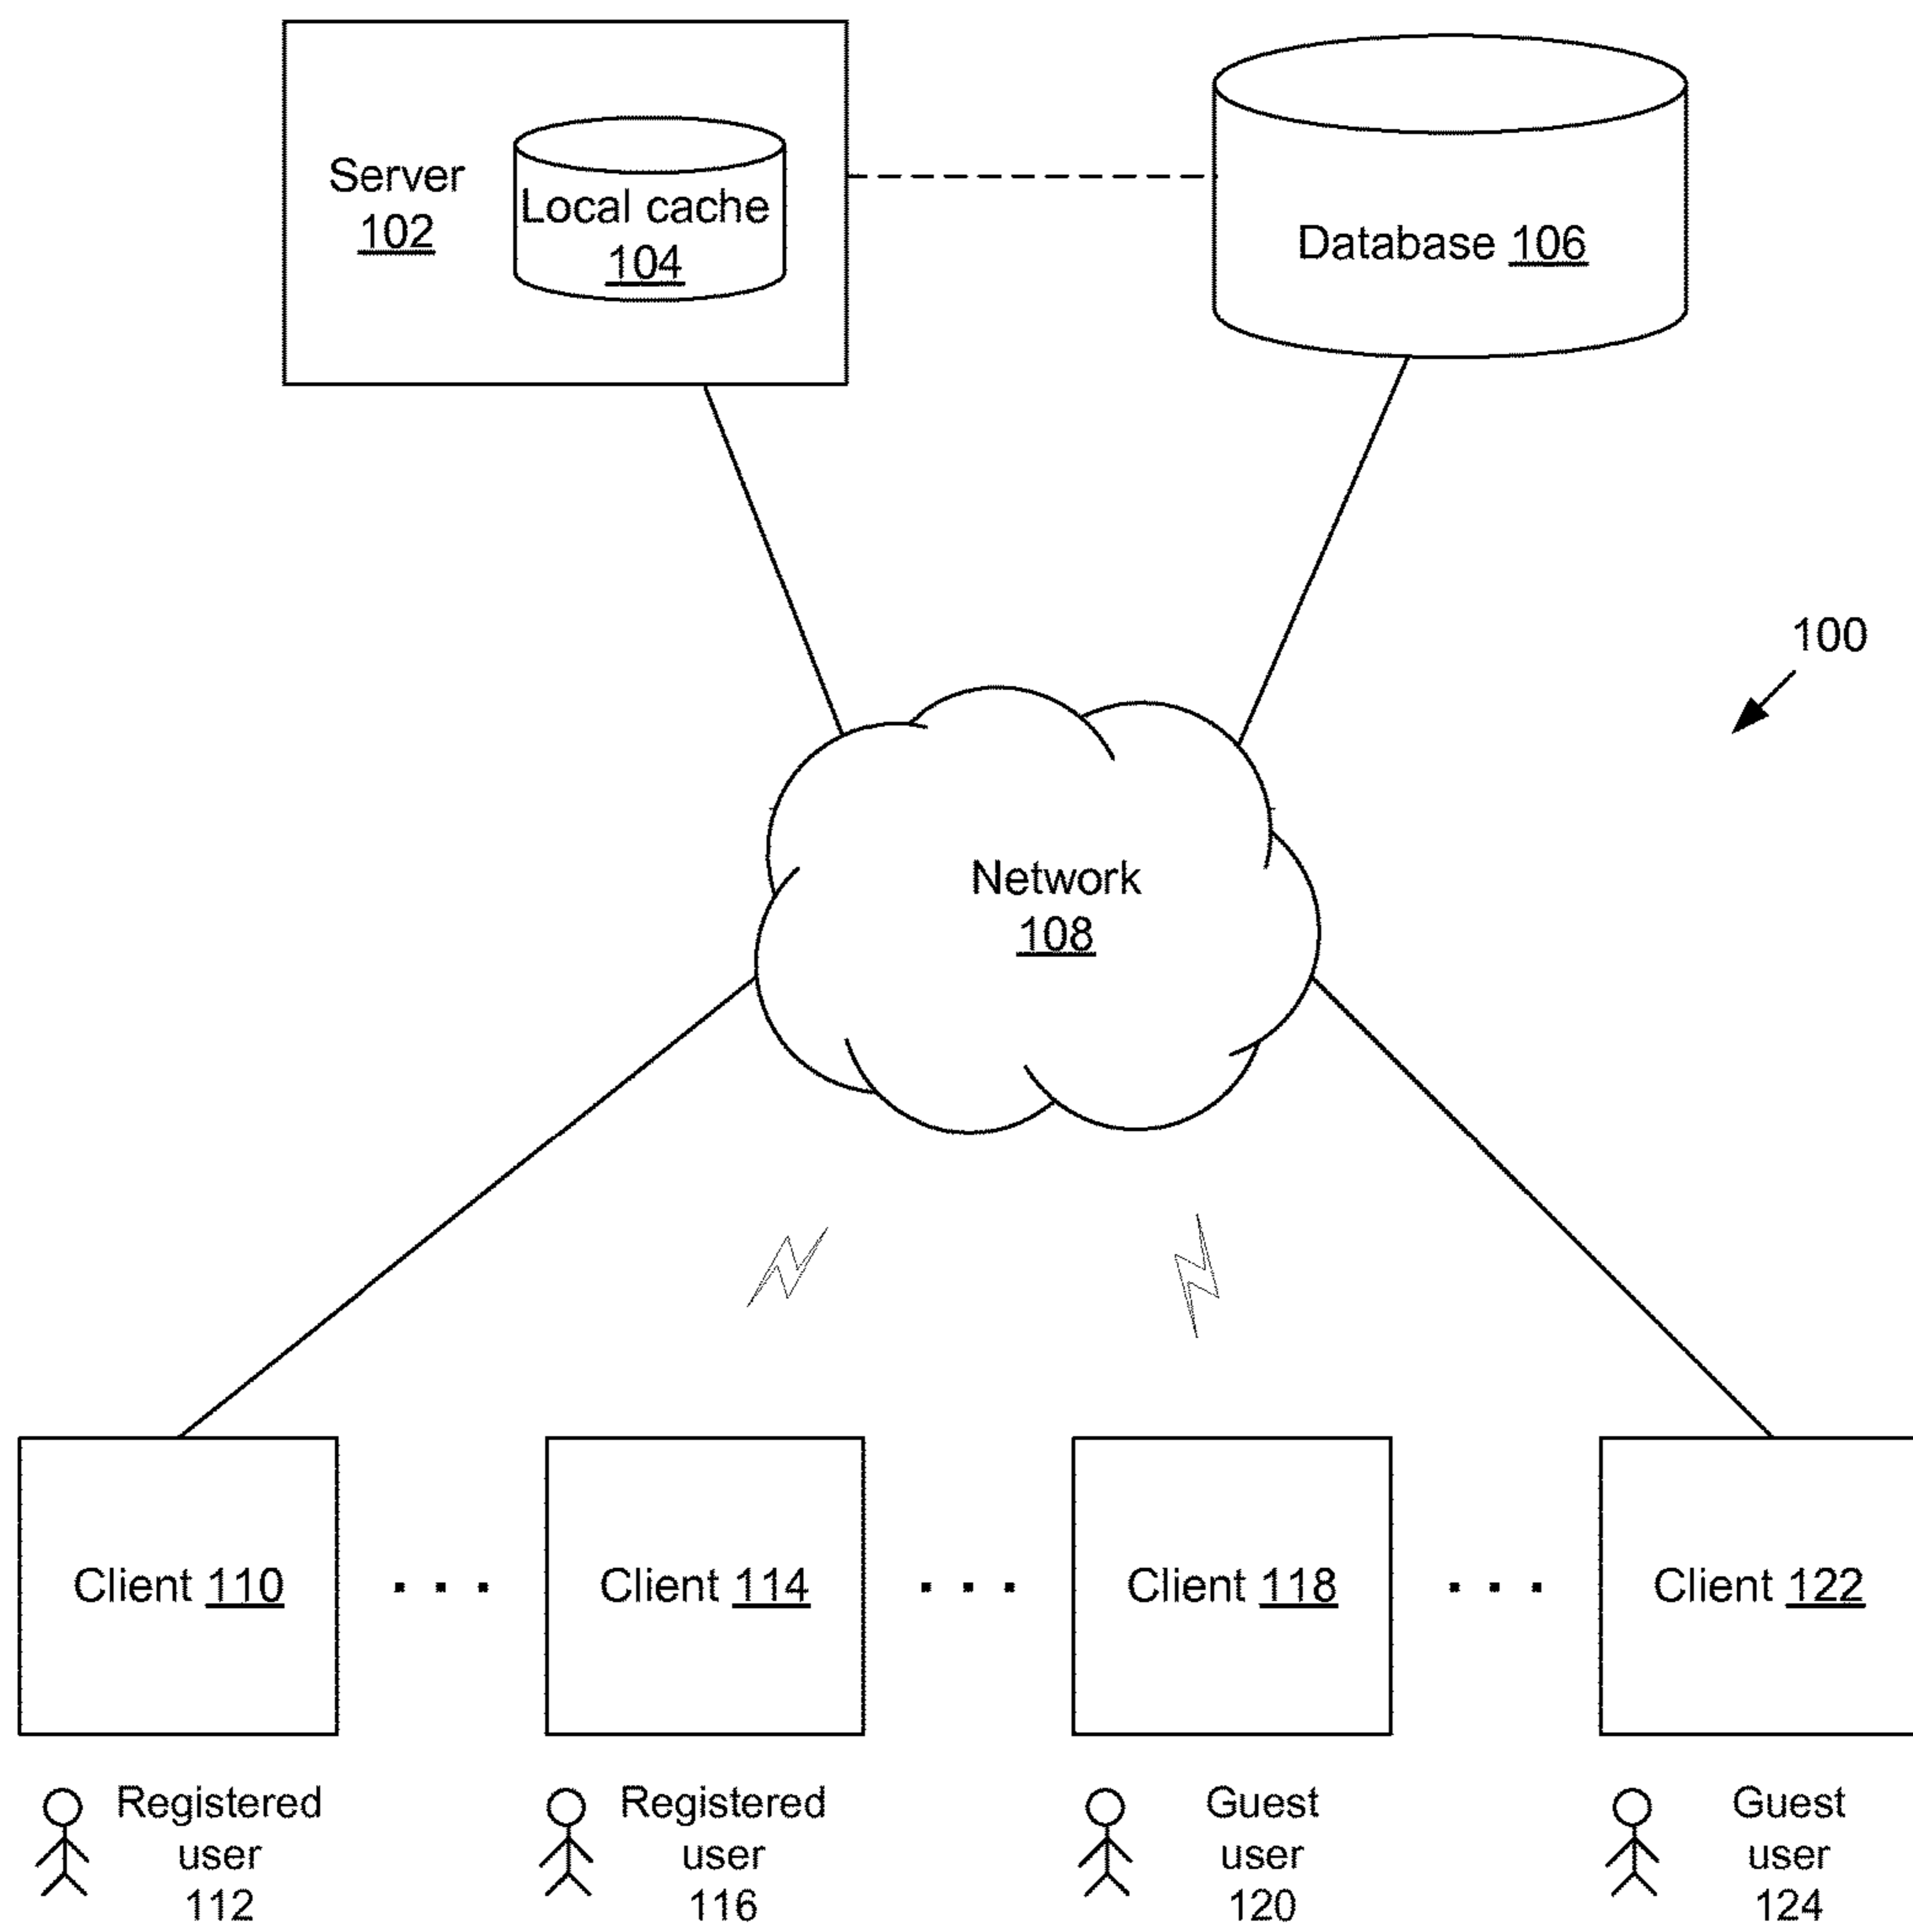 Server
102
Local cache
104
Database 106
100
Network
108
Client 110
Client 114
Client 118
Client 122
Registered
user
112
Registered
user
116
Guest
user
120
Guest
user
124